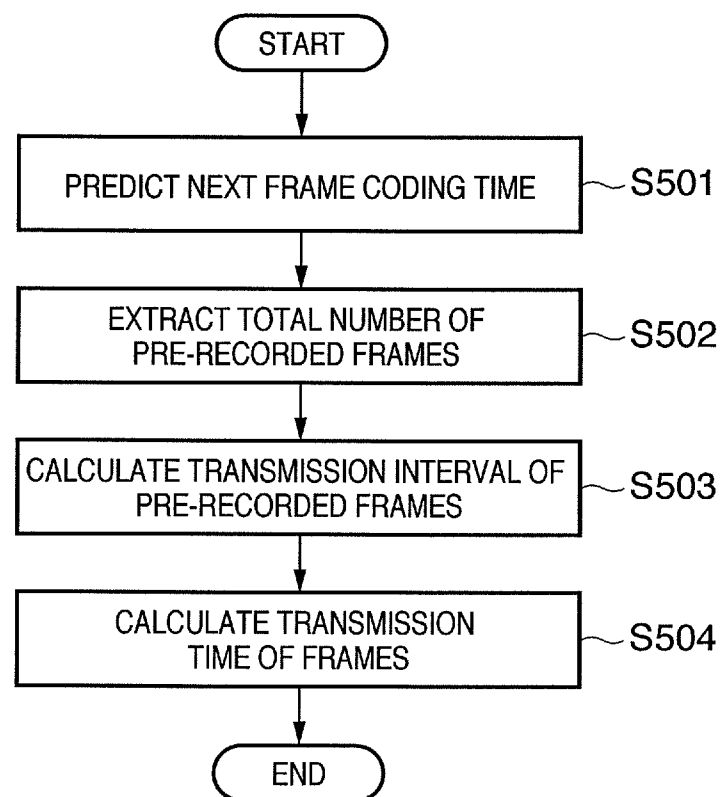 START
PREDICT NEXT FRAME CODING TIME
S501
EXTRACT TOTAL NUMBER OF
PRE-RECORDED FRAMES
S502
CALCULATE TRANSMISSION INTERVAL OF
PRE-RECORDED FRAMES
S503
CALCULATE TRANSMISSION
TIME OF FRAMES
S504
END